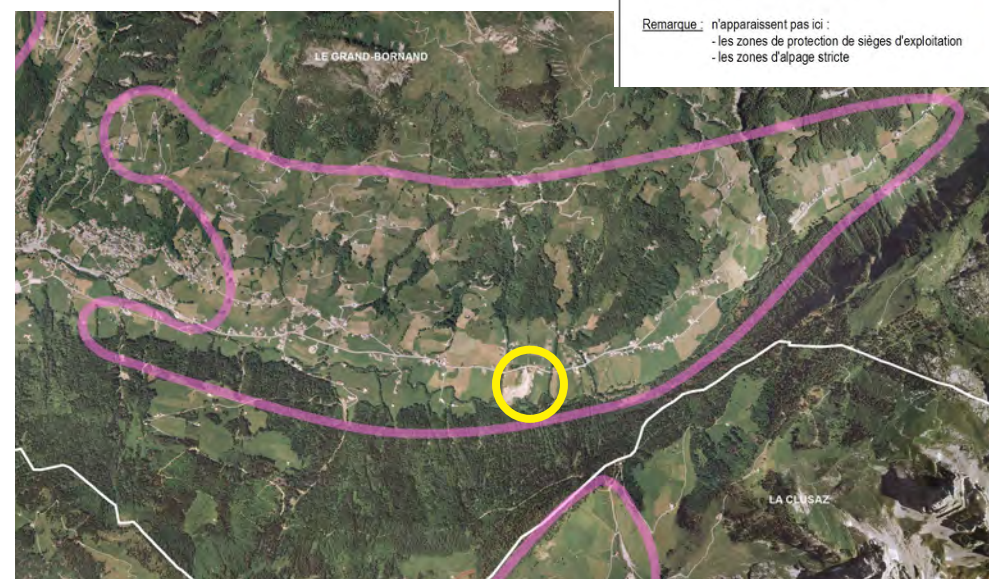 Remarque : n'apparaissent pas ici :
- les zones de protection de sièges d'exploitation
- les zones d'alpage stricte
LE GRAND-BORNAND
LA CLUSAZ